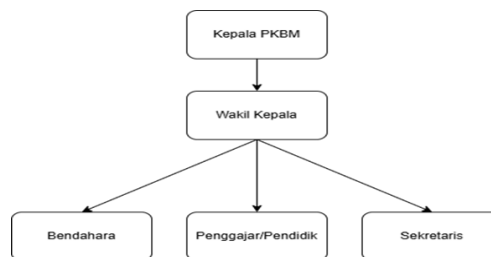 Kepala PKBM
Wakil Kepala
Bendahara
Penggajar/Pendidik
Sekretaris